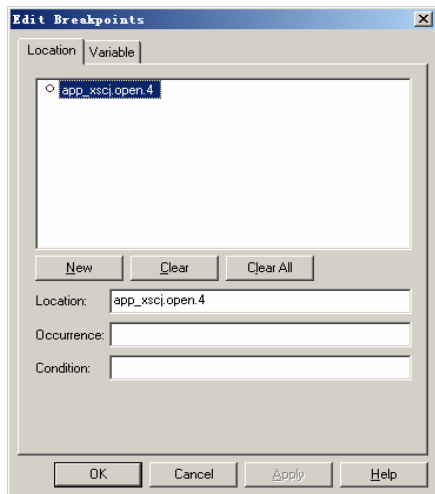 Edit Breakpoints
Location Variable
app_xscj.open.4
New Clear Clear All
Location: app_xscj.open.4
Occurrence:
Condition:
OK Cancel Apply Help